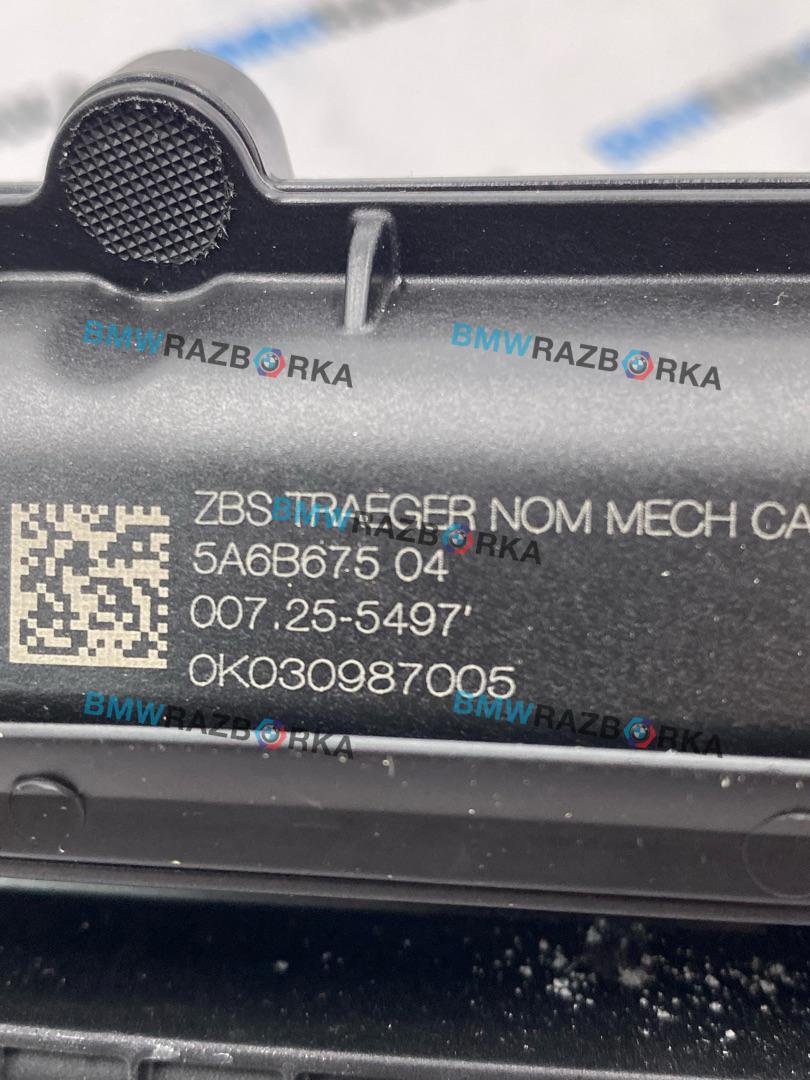 BMWRAZBORKA
BMWRAZBORKA
ZBS TRAEGER NOM MECH CA
BMWRAZBORKA
5A6B675 04
007.25-5497'
0K030987005
BMWRAZBORKA
BMWRAZBORKA